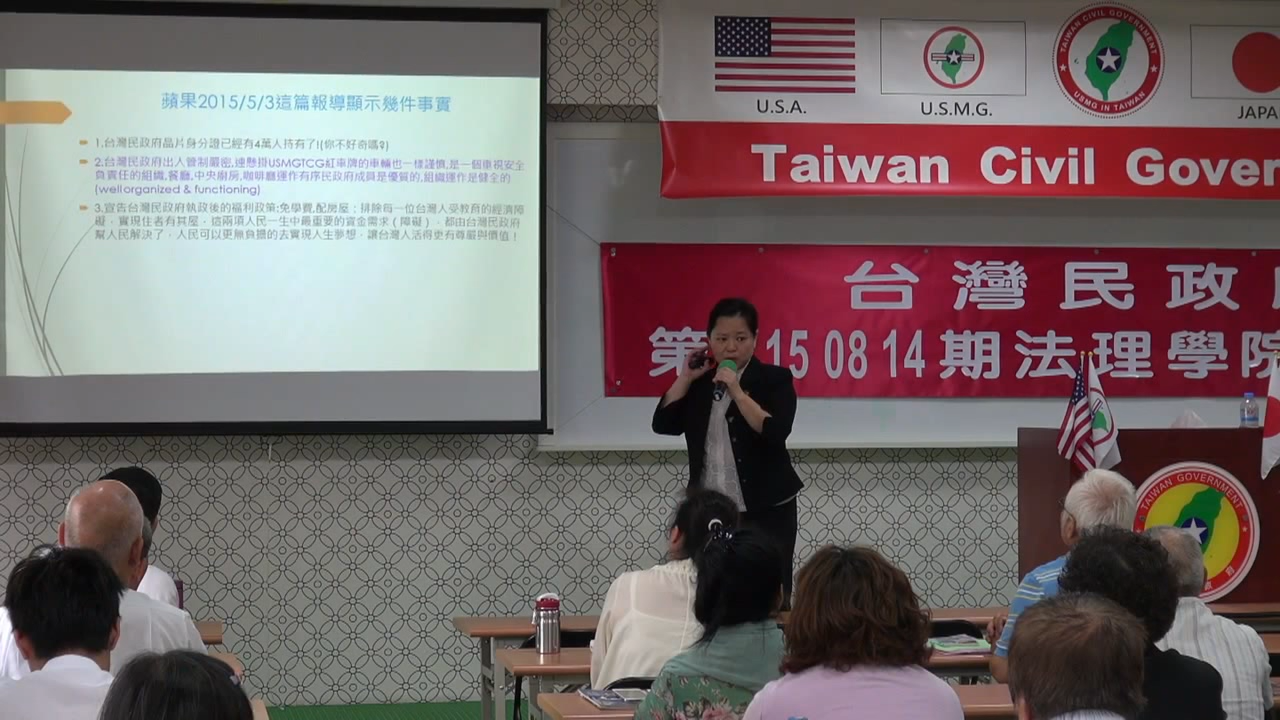 蘋果2015/5/3這篇報導顯示幾件事實
1.台灣民政府晶片身分證已經有4萬人持有了!(你不好奇嗎?)
2.台灣民政府出入管制嚴密,連懸掛USMGTCG紅車牌的車輛也一樣謹慎,是一個重視安全
負責任的組織,餐廳,中央廚房,咖啡廳運作有序民政府成員是優質的,組織運作是健全的
(well organized & functioning)
3.宣告台灣民政府執政後的福利政策;免學費,配房屋；排除每一位台灣人受教育的經濟障
礙，實現住者有其屋，這兩項人民一生中最重要的資金需求（障礙），都由台灣民政府
幫人民解決了，人民可以更無負擔的去實現人生夢想，讓台灣人活得更有尊嚴與價值！
U.S.A.
U.S.M.G.
TAIWAN CIVIL GOVERNMENT
USMG IN TAIWAN
JAPA
Taiwan Civil Gover
台灣民政
第 15 08 14 期法理學院
TAIWAN GOVERNMENT